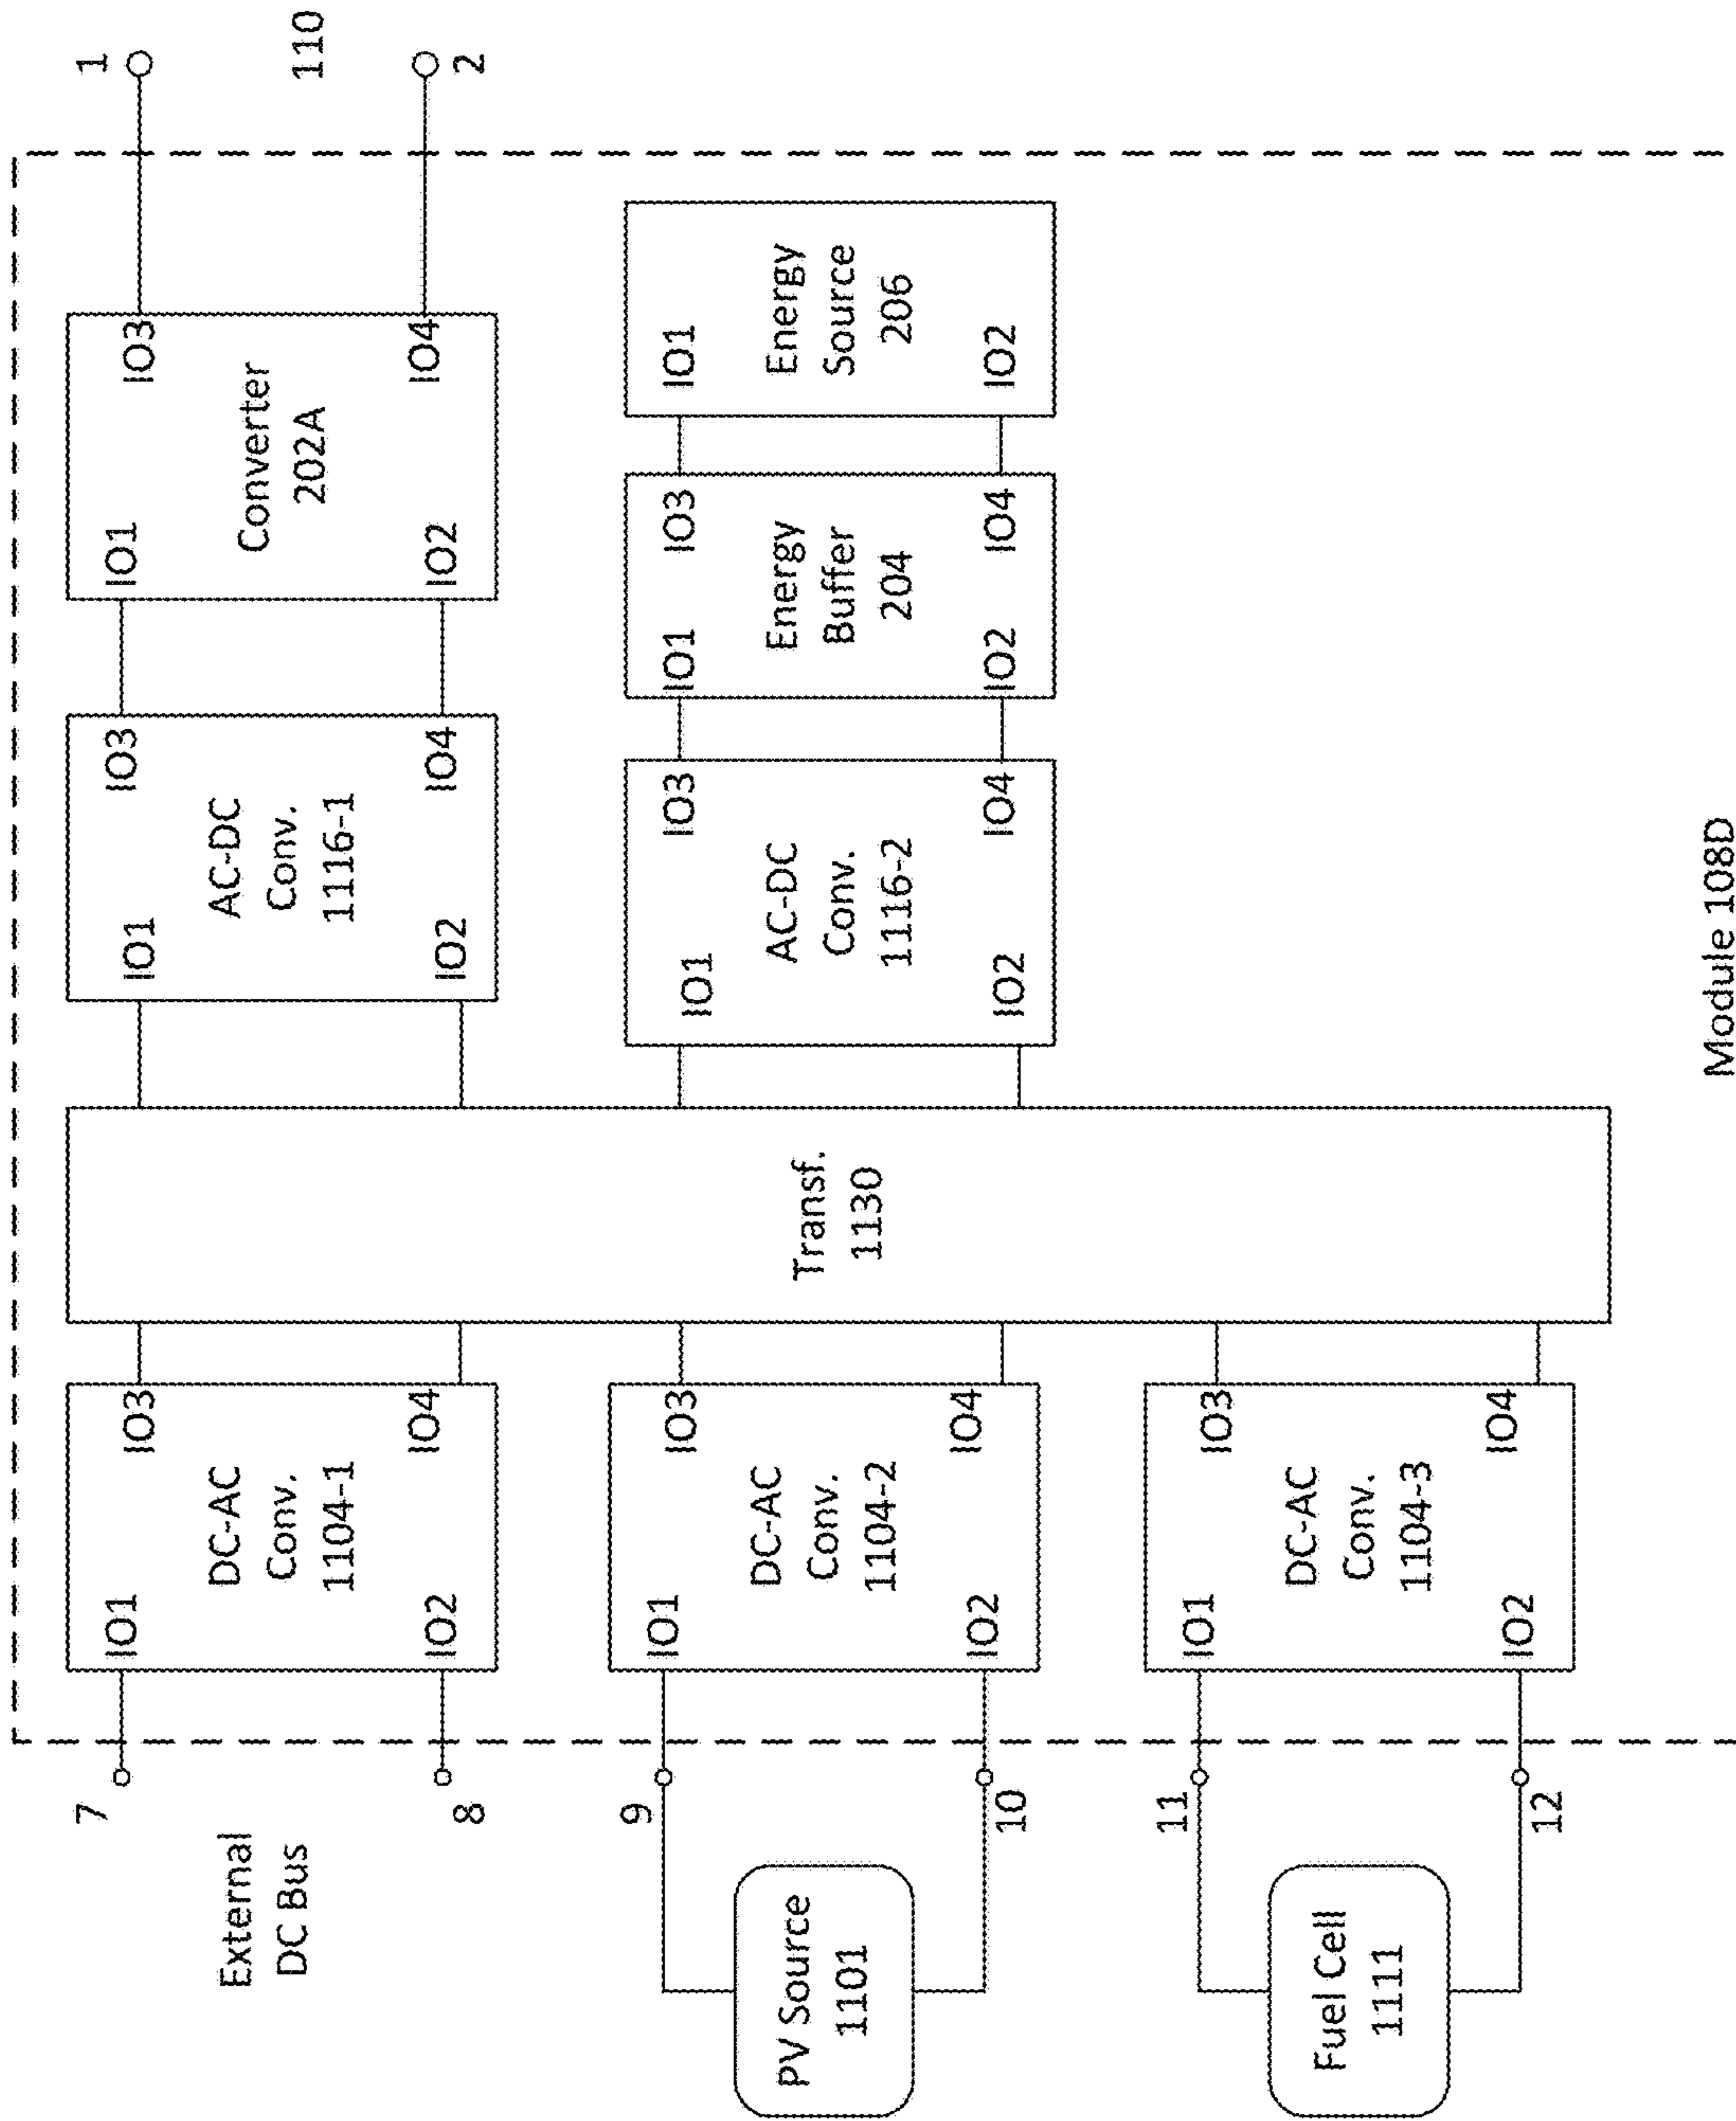 External
DC Bus
7
8
IO1
IO2
DC-AC
Conv.
1104-1
IO3
IO4
PV Source
1101
9
10
IO1
IO2
DC-AC
Conv.
1104-2
IO3
IO4
Fuel Cell
1111
11
12
IO1
IO2
DC-AC
Conv.
1104-3
IO3
IO4
Transf.
1130
IO1
IO2
AC-DC
Conv.
1116-1
IO3
IO4
IO1
IO2
Converter
202A
IO3
IO4
1
110
2
IO1
IO2
AC-DC
Conv.
1116-2
IO3
IO4
IO1
IO2
Energy
Buffer
204
IO3
IO4
IO1
IO2
Energy
Source
206
Module 108D